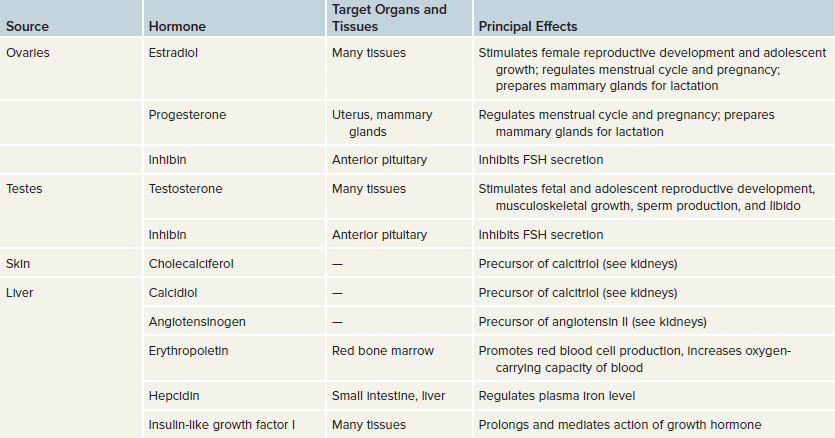 Target Organs and
Source Hormone Tissues Principal Effects
Ovaries Estradiol Many tissues Stimulates female reproductive development and adolescent
growth; regulates menstrual cycle and pregnancy;
prepares mammary glands for lactation
Progesterone Uterus, mammary Regulates menstrual cycle and pregnancy; prepares
glands mammary glands for lactation
Inhibin Anterior pituitary Inhibits FSH secretion
Testes Testosterone Many tissues Stimulates fetal and adolescent reproductive development,
musculoskeletal growth, sperm production, and libido
Inhibin Anterior pituitary Inhibits FSH secretion
Skin Cholecalciferol — Precursor of calcitriol (see kidneys)
Liver Calcidiol — Precursor of calcitriol (see kidneys)
Angiotensinogen — Precursor of angiotensin II (see kidneys)
Erythropoietin Red bone marrow Promotes red blood cell production, increases oxygen-
carrying capacity of blood
Hepcidin Small intestine, liver Regulates plasma iron level
Insulin-like growth factor I Many tissues Prolongs and mediates action of growth hormone